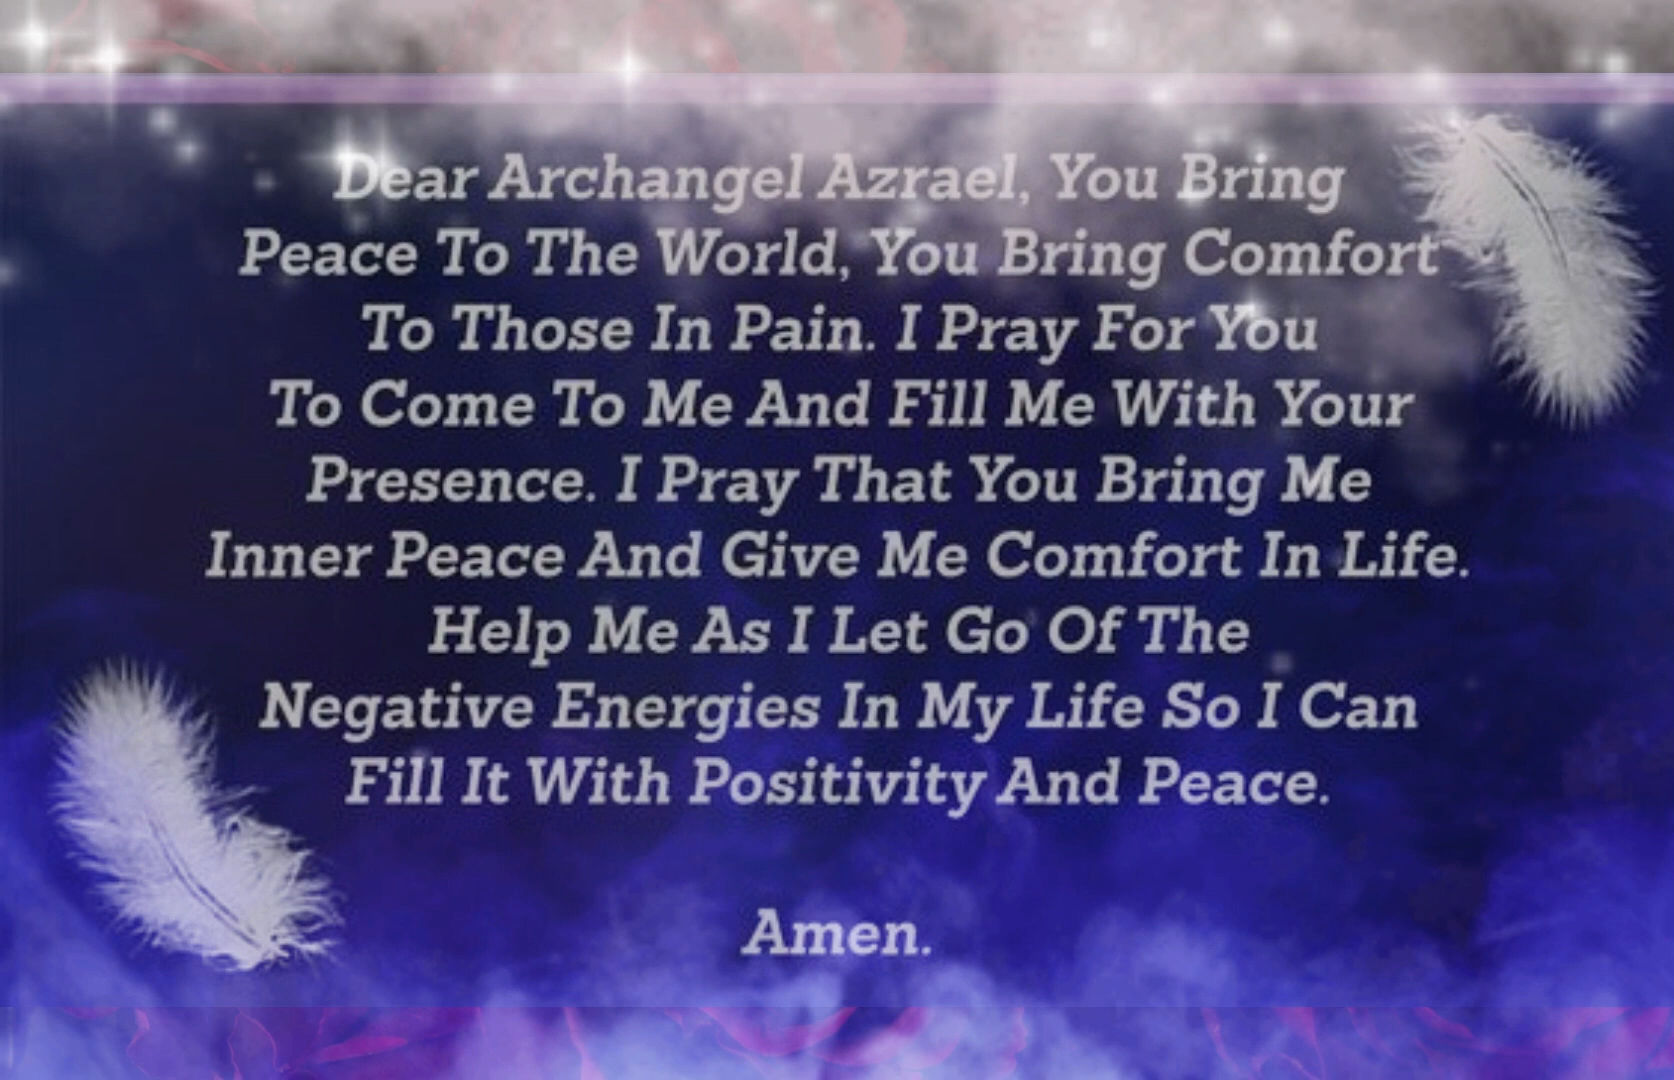 Dear Archangel Azrael, You Bring
Peace To The World, You Bring Comfort
To Those In Pain. I Pray For You
To Come To Me And Fill Me With Your
Presence. I Pray That You Bring Me
Inner Peace And Give Me Comfort In Life.
Help Me As I Let Go Of The
Negative Energies In My Life So I Can
Fill It With Positivity And Peace.
Amen.